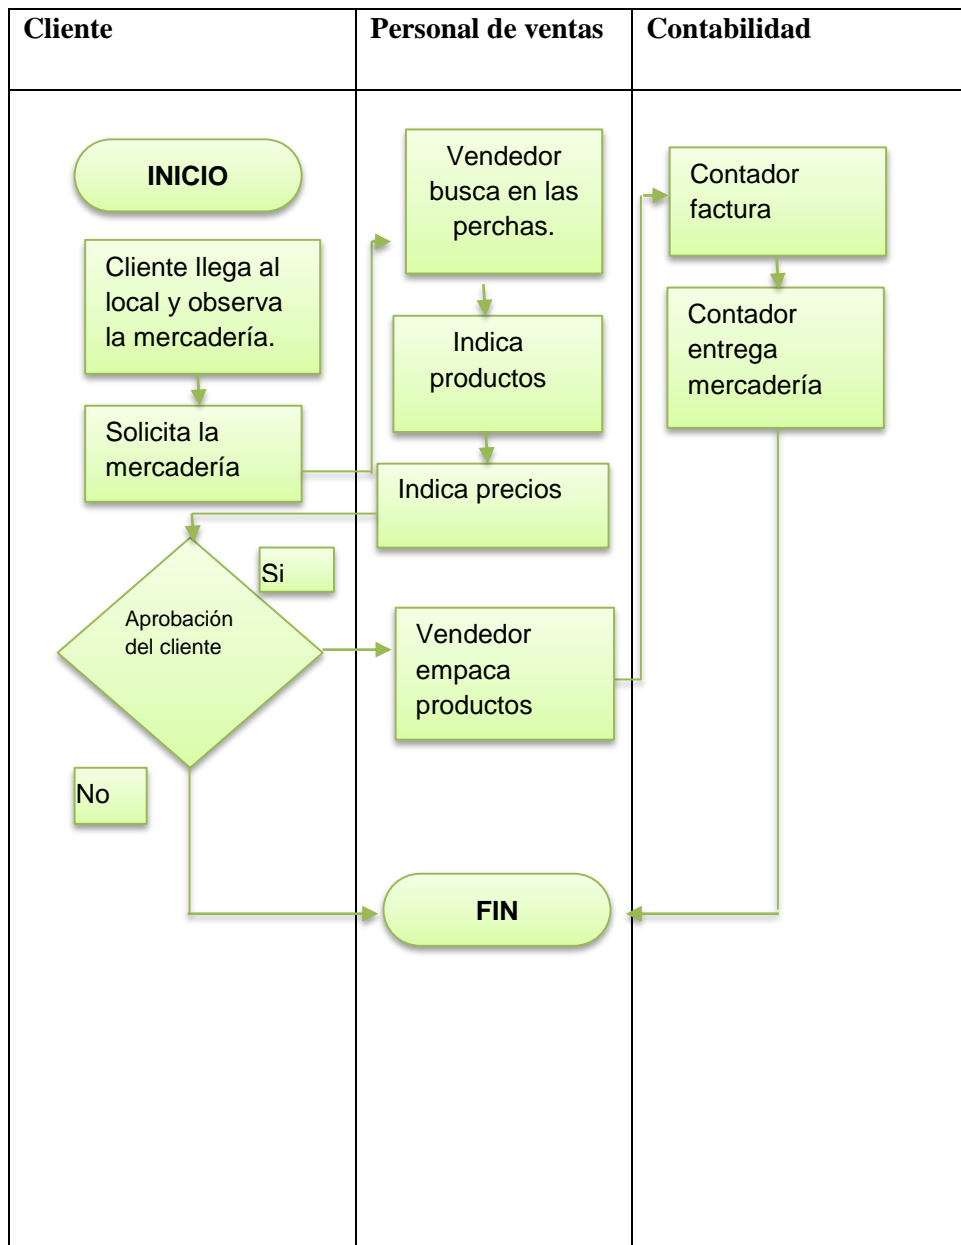 Cliente
Personal de ventas
Contabilidad
INICIO
Cliente llega al
local y observa
la mercadería.
Solicita la
mercadería
Vendedor
busca en las
perchas.
Indica
productos
Indica precios
Aprobación
del cliente
Si
No
Vendedor
empaca
productos
Contador
factura
Contador
entrega
mercadería
FIN